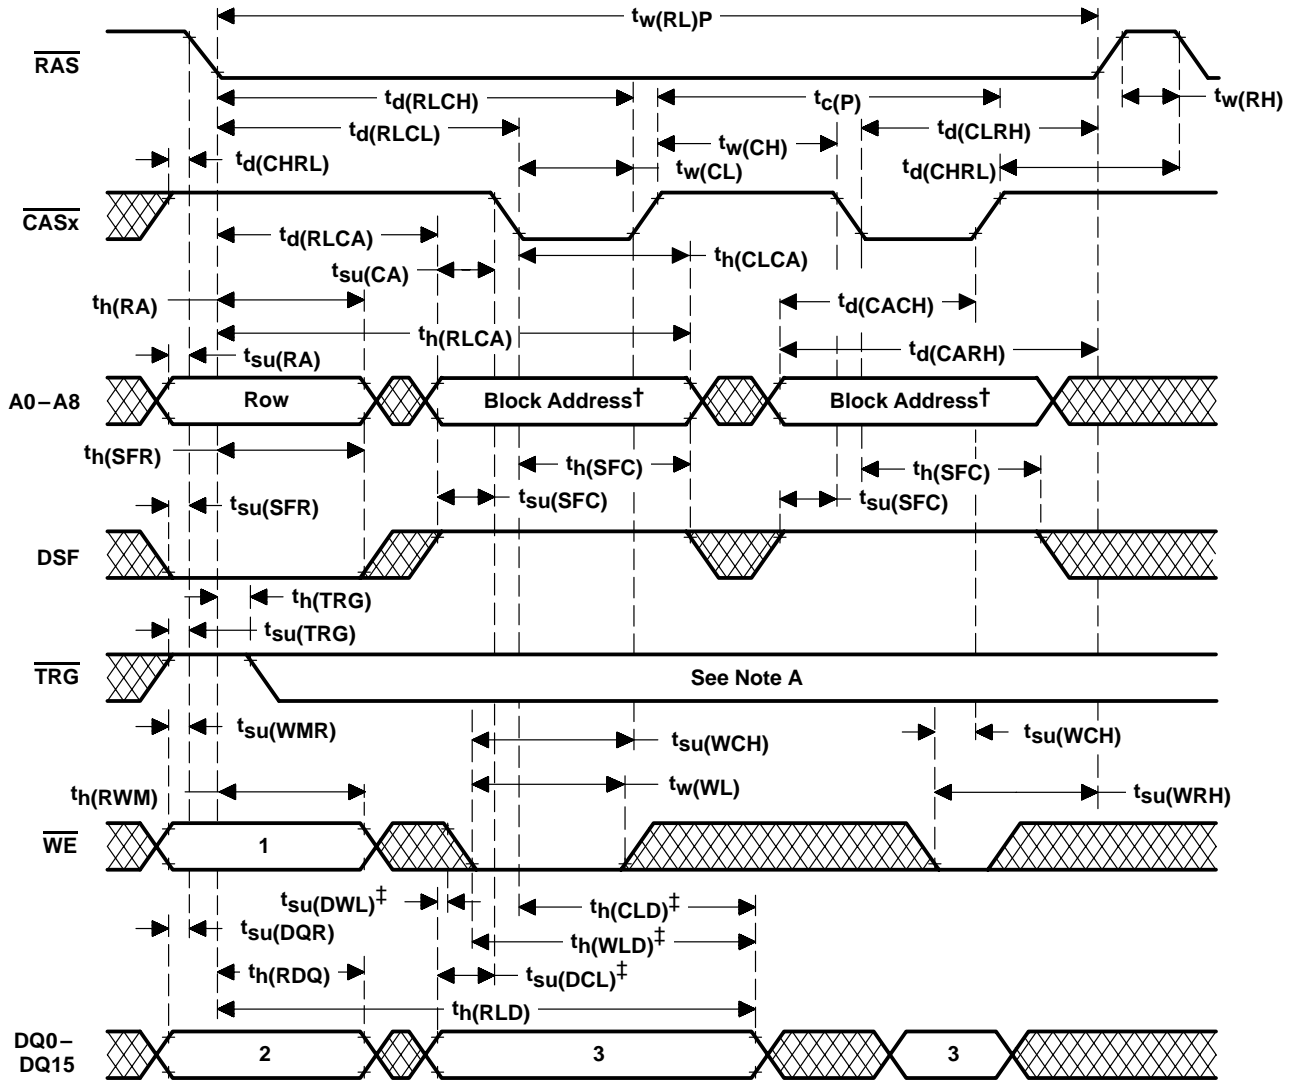 tw(RL)P
RAS
td(RLCH)
tc(P)
tw(RH)
td(RLCL)
td(CLRH)
tw(CH)
td(CHRL)
tw(CL)
td(CHRL)
CASx
td(RLCA)
th(CLCA)
tsu(CA)
th(RA)
td(CACH)
th(RLCA)
tsu(RA)
td(CARH)
A0–A8
Row
Block Address†
Block Address†
th(SFR)
th(SFC)
th(SFC)
tsu(SFR)
tsu(SFC)
tsu(SFC)
DSF
th(TRG)
tsu(TRG)
TRG
See Note A
tsu(WMR)
tsu(WCH)
tsu(WCH)
th(RWM)
tw(WL)
tsu(WRH)
WE
1
tsu(DWL)‡
th(CLD)‡
tsu(DQR)
th(WLD)‡
th(RDQ)
tsu(DCL)‡
th(RLD)
DQ0–
DQ15
2
3
3